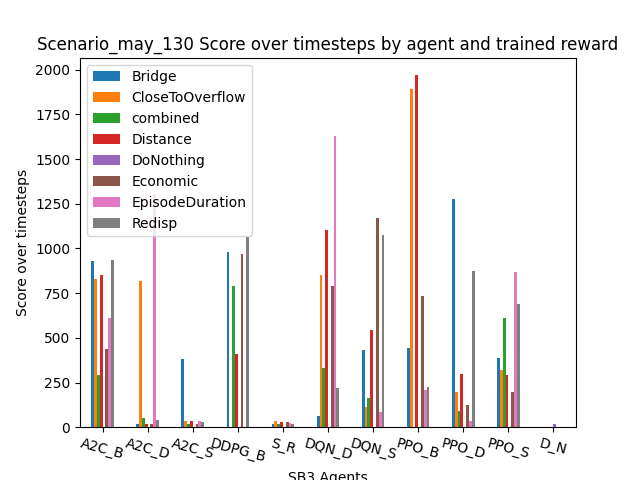 Scenario_may_130 Score over timesteps by agent and trained reward
Score over timesteps
2000
1750
1500
1250
1000
750
500
250
0
Bridge
CloseToOverflow
combined
Distance
DoNothing
Economic
EpisodeDuration
Redisp
A2C_B
A2C_D
A2C_S
DDPG_B
S_R
DQN_D
DQN_S
PPO_B
PPO_D
PPO_S
D_N
SB3 Agents